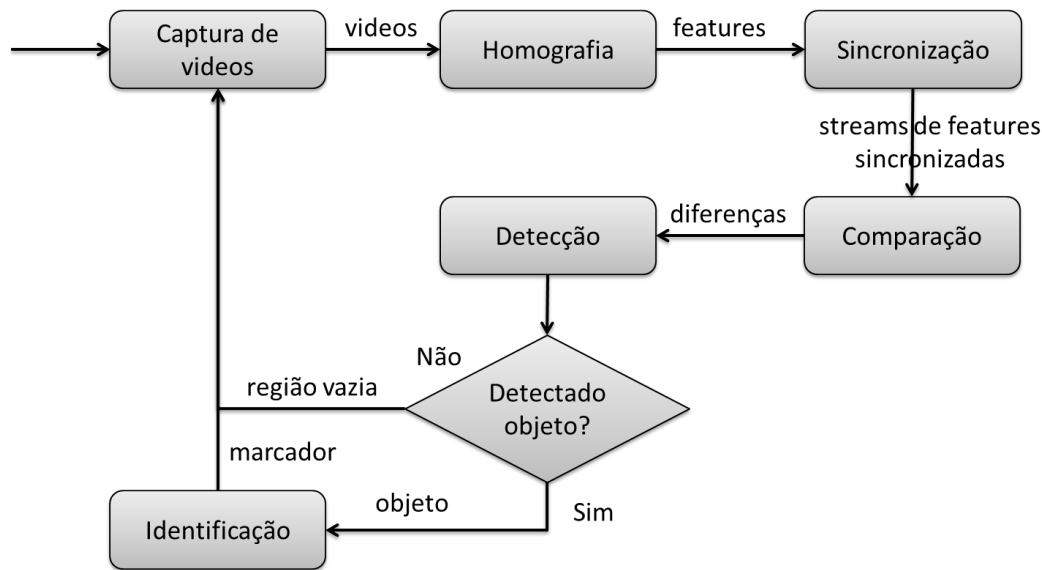 Captura de
videos
videos
Homografia
features
Sincronização
streams de features
sincronizadas
Comparação
diferenças
Detecção
Detectado
objeto?
Não
região vazia
Sim
objeto
Identificação
marcador